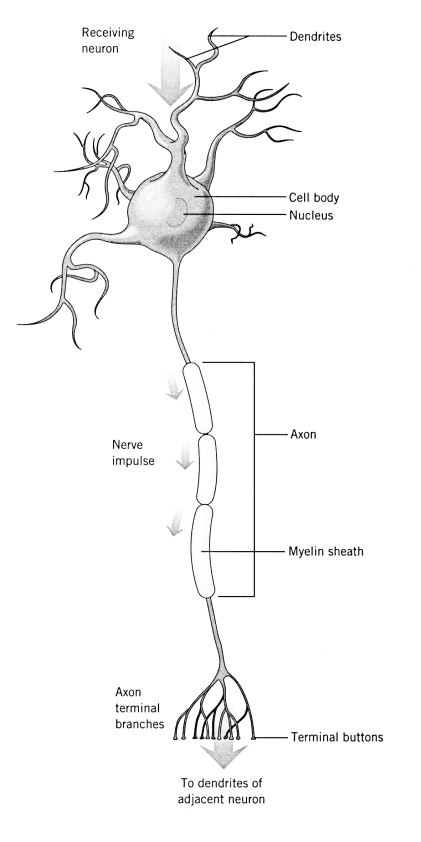 Receiving
neuron
Dendrites
Cell body
Nucleus
Axon
Nerve
impulse
Myelin sheath
Axon
terminal
branches
Terminal buttons
To dendrites of
adjacent neuron